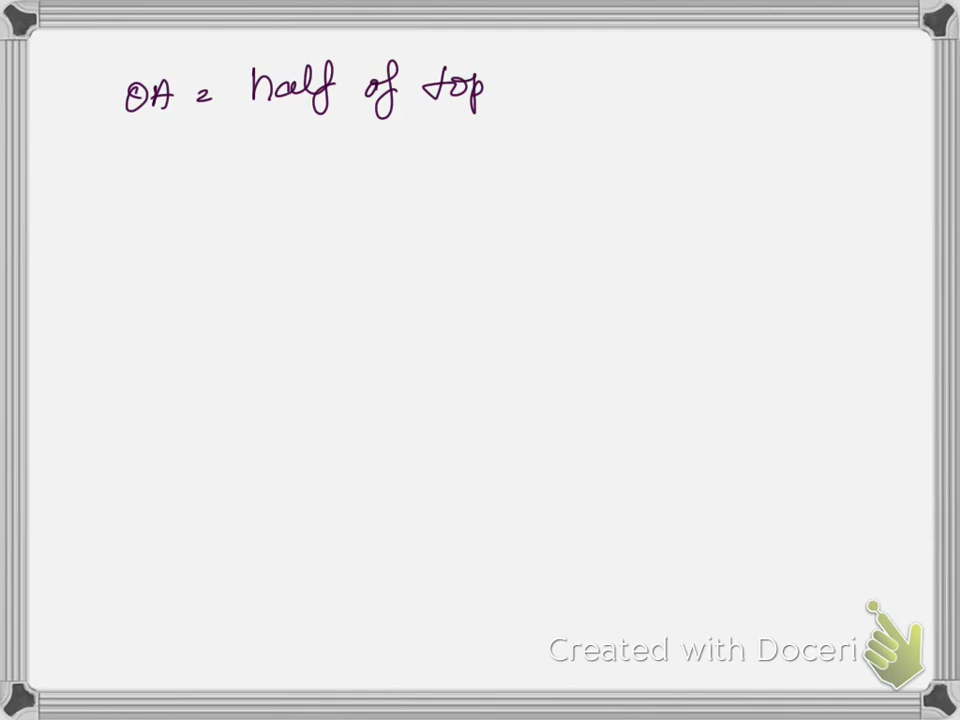 OA = half of top
Created with Doceri